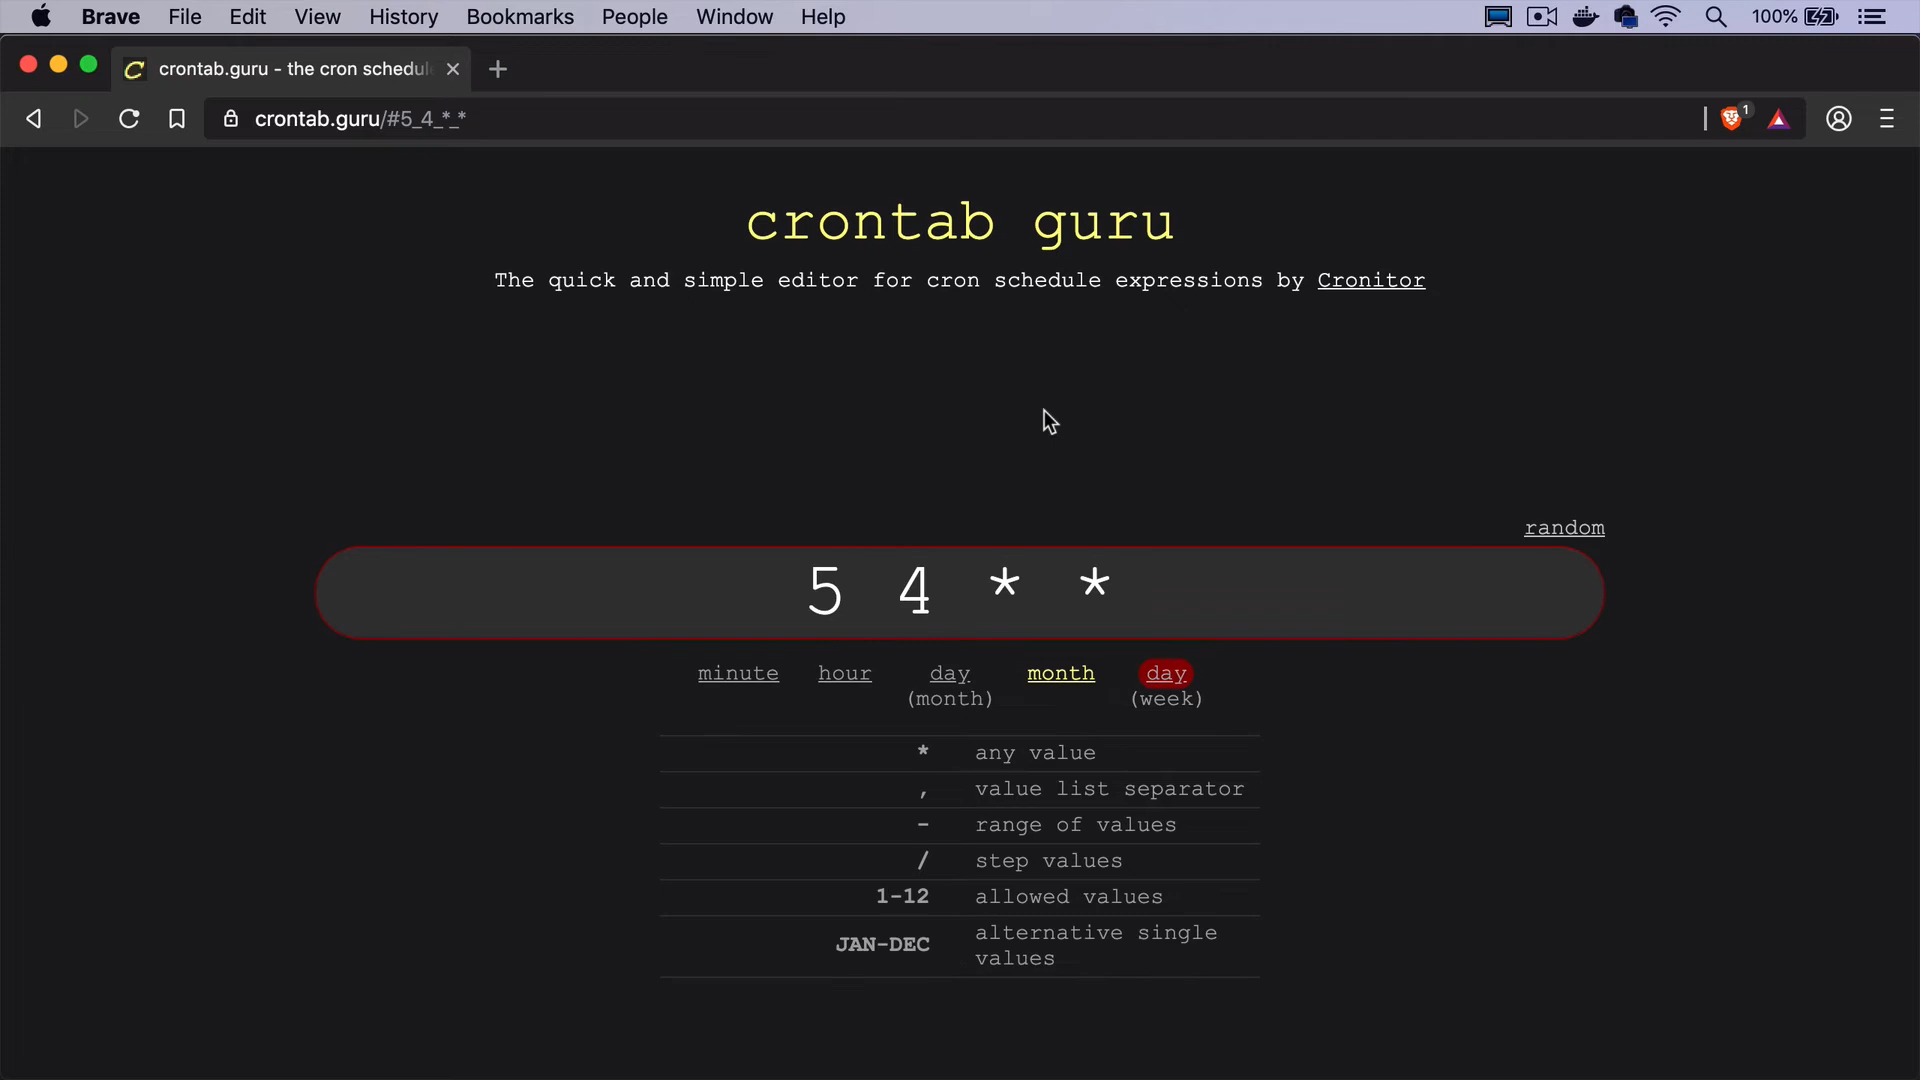 Brave File Edit View History Bookmarks People Window Help 100%
crontab.guru - the cron schedul
crontab.guru/#5_4_*_* 1
crontab guru
The quick and simple editor for cron schedule expressions by Cronitor
random
5 4 * *
minute hour day (month) month day (week)
* any value
, value list separator
- range of values
/ step values
1-12 allowed values
JAN-DEC alternative single
values